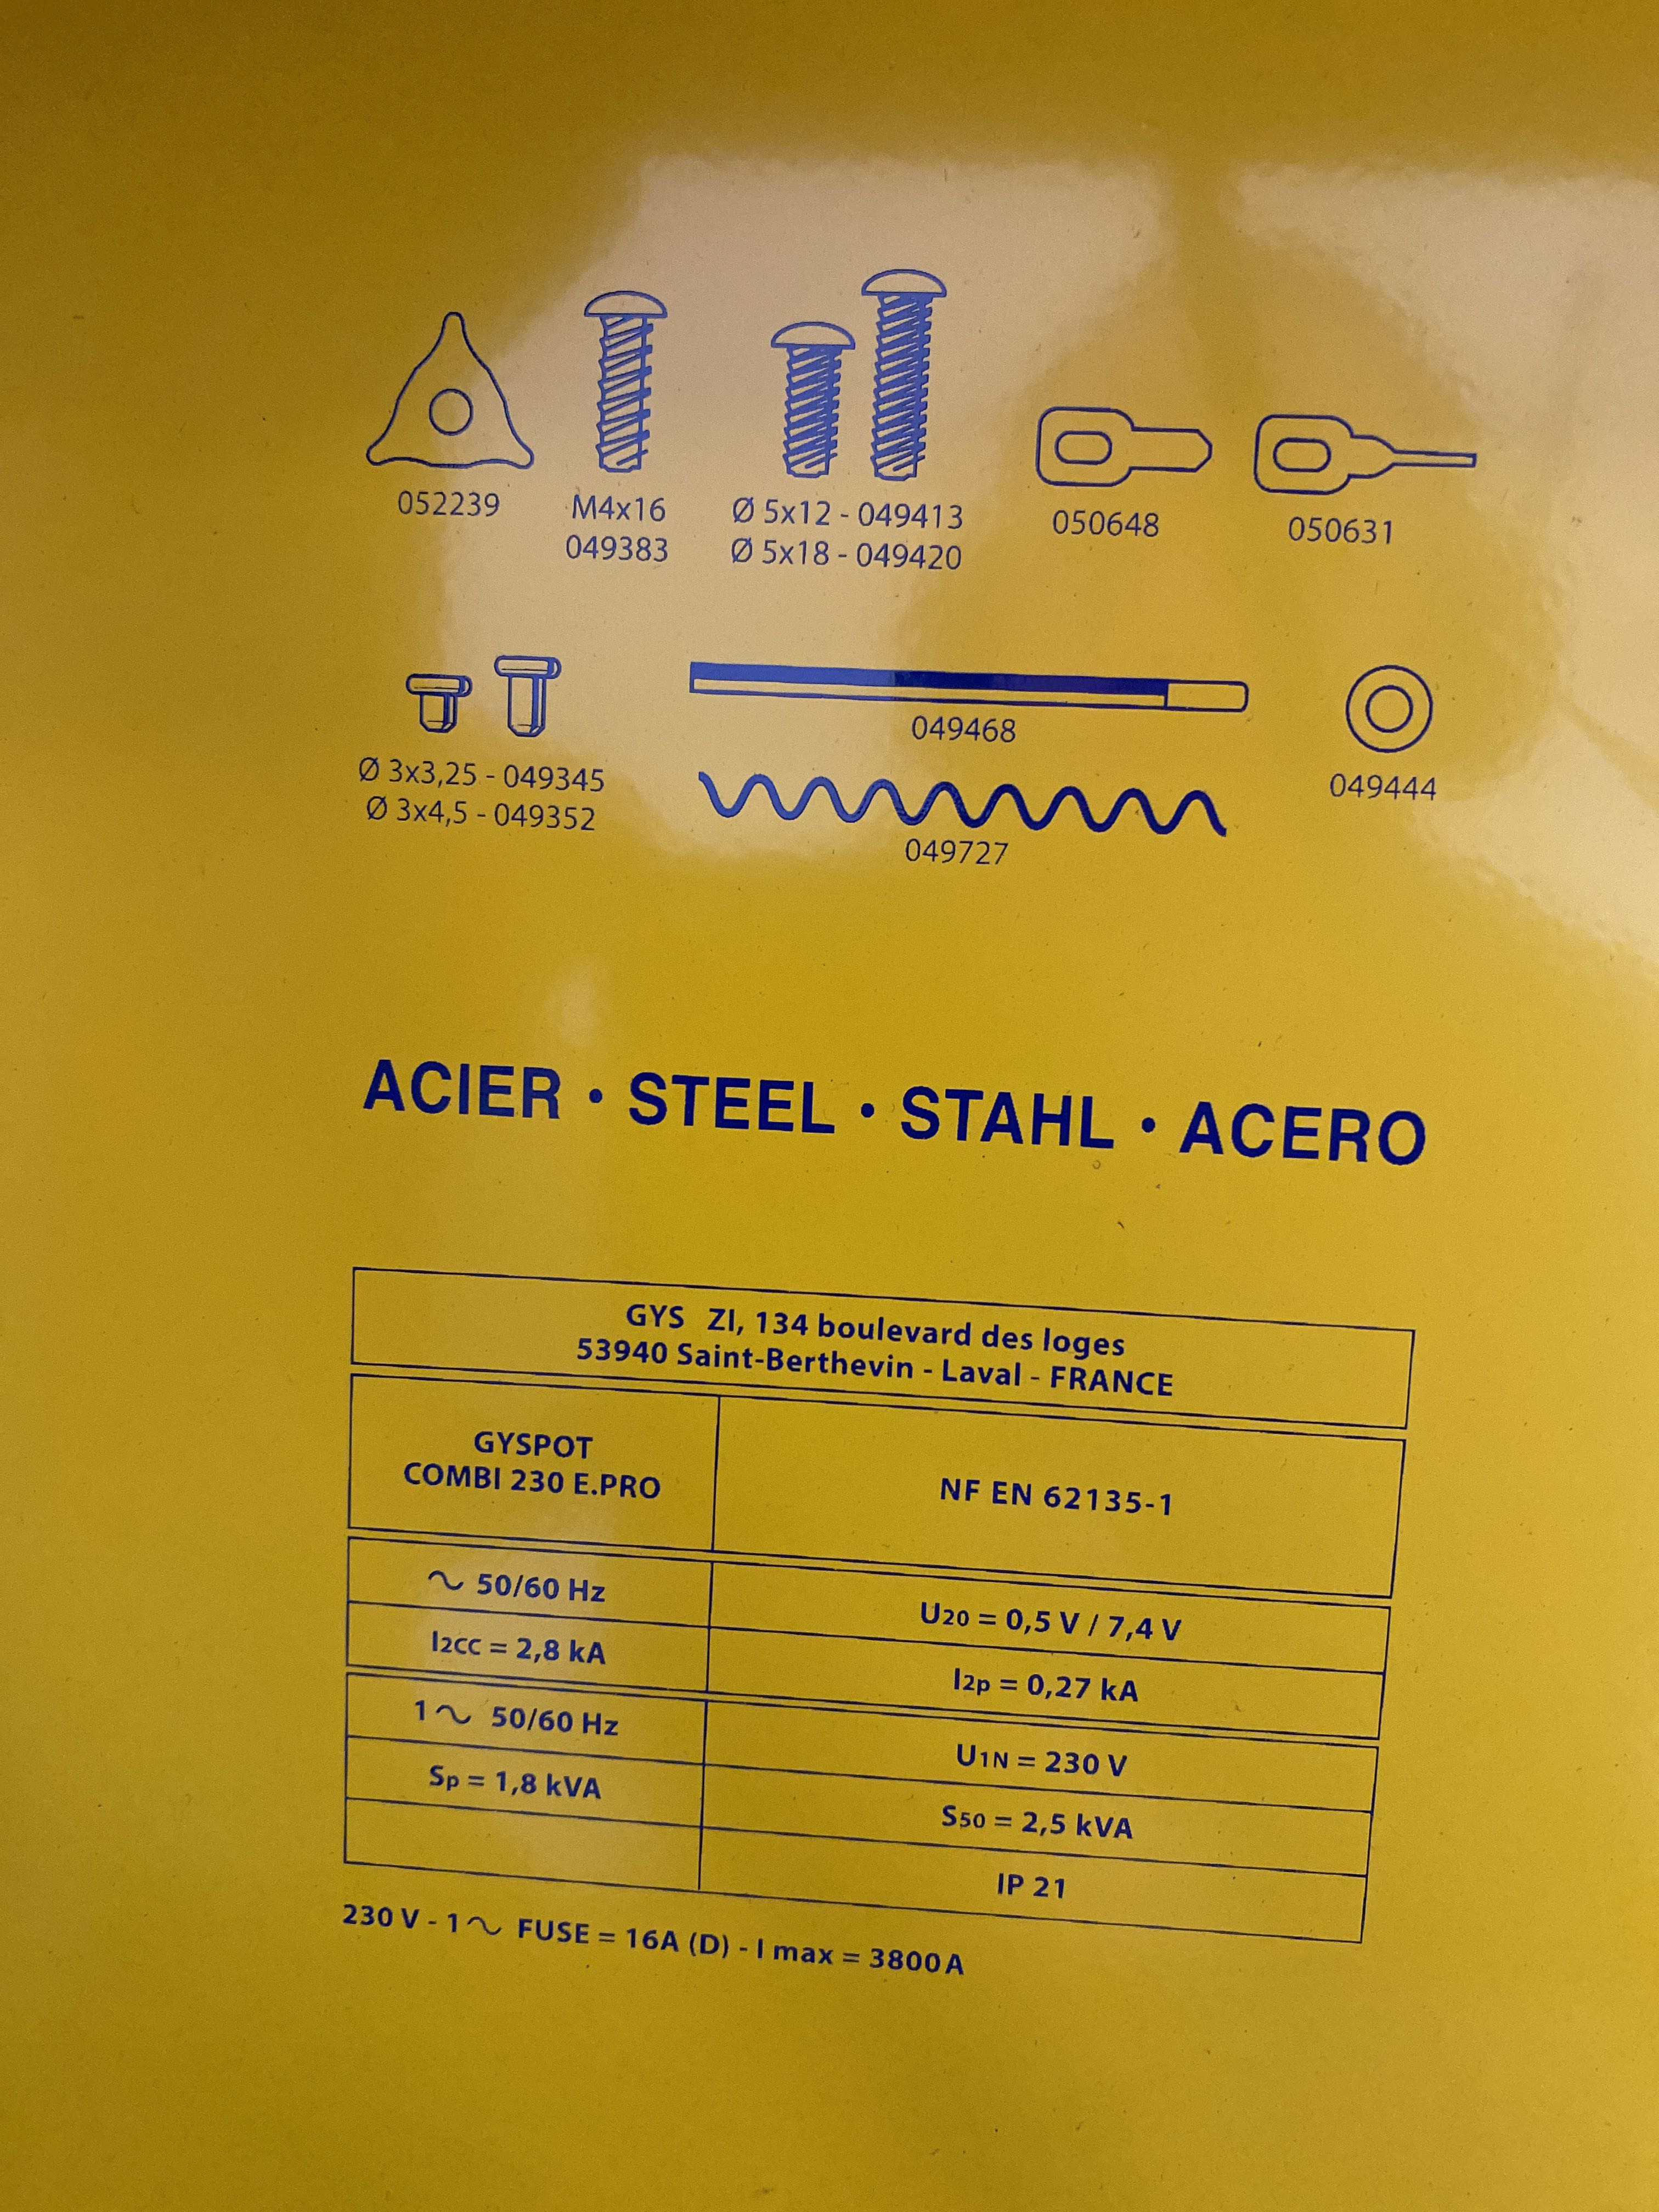 052239
M4x16
049383
Ø 5x12 - 049413
Ø 5x18 - 049420
050648
050631
Ø 3x3,25 - 049345
Ø 3x4,5 - 049352
049468
049727
049444
ACIER • STEEL • STAHL • ACERO
GYS ZI, 134 boulevard des loges
53940 Saint-Berthevin - Laval - FRANCE
GYSPOT
COMBI 230 E.PRO
NF EN 62135-1
~ 50/60 Hz
U20 = 0,5 V / 7,4 V
I2CC = 2,8 kA
I2p = 0,27 kA
1~ 50/60 Hz
U1N = 230 V
Sp = 1,8 kVA
S50 = 2,5 kVA
IP 21
230 V - 1~ FUSE = 16A (D) - I max = 3800 A